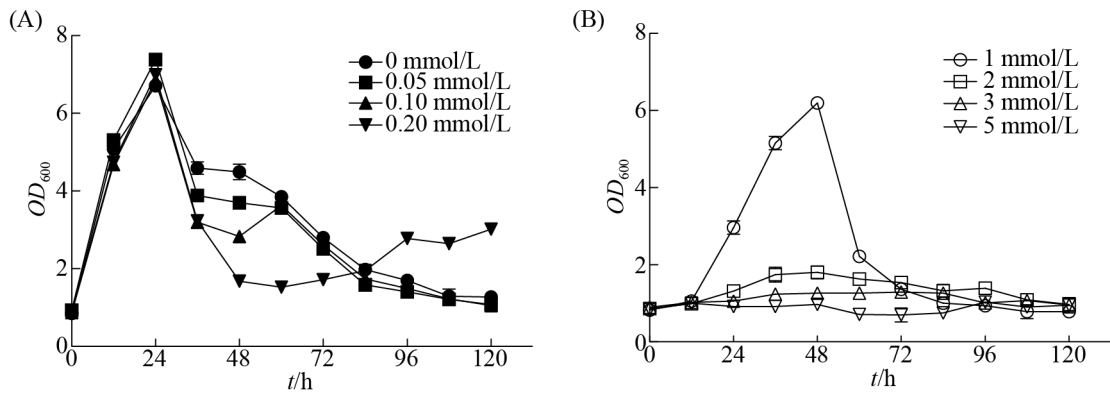 (A)
8
6
4
2
0
OD600
0 mmol/L
0.05 mmol/L
0.10 mmol/L
0.20 mmol/L
0 24 48 72 96 120
t/h
(B)
8
6
4
2
0
OD600
1 mmol/L
2 mmol/L
3 mmol/L
5 mmol/L
0 24 48 72 96 120
t/h